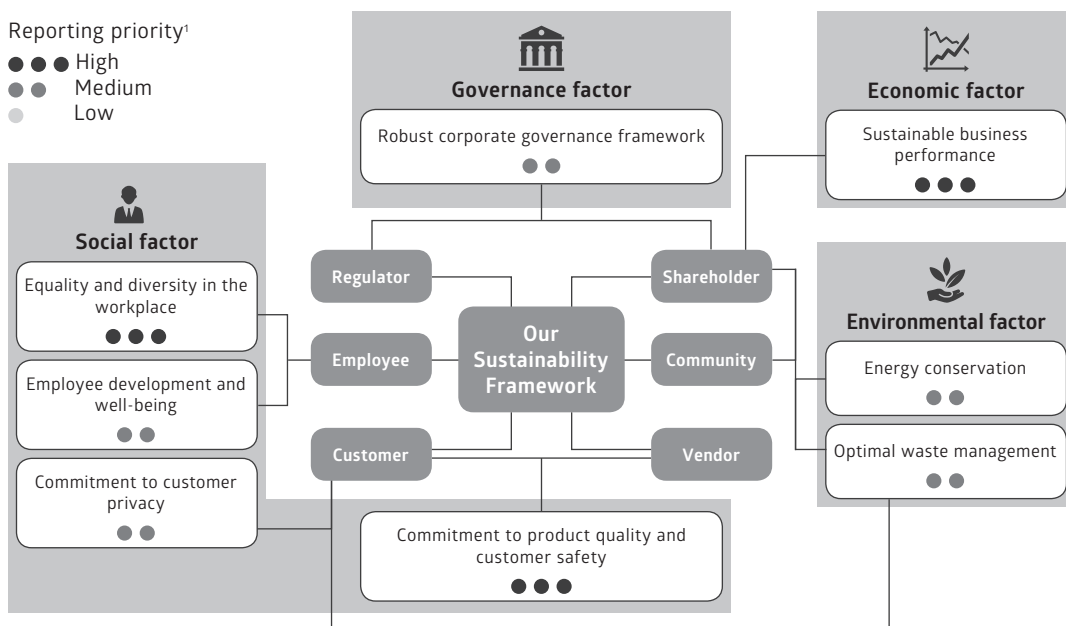 Reporting priority¹
High
Medium
Low
Governance factor
Robust corporate governance framework
Economic factor
Sustainable business
performance
Social factor
Equality and diversity in the
workplace
Employee development and
well-being
Commitment to customer
privacy
Regulator
Employee
Customer
Our
Sustainability
Framework
Shareholder
Community
Vendor
Environmental factor
Energy conservation
Optimal waste management
Commitment to product quality and
customer safety